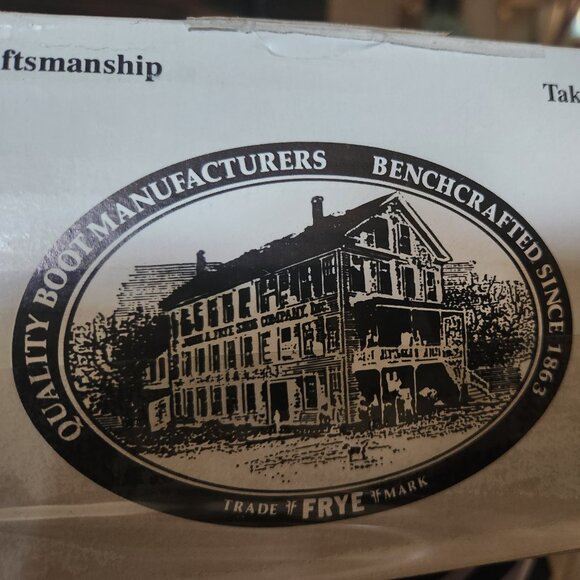 ftsmanship
Tak
QUALITY BOOT MANUFACTURERS BENCHCRAFTED SINCE 1863
TRADE FRYE MARK